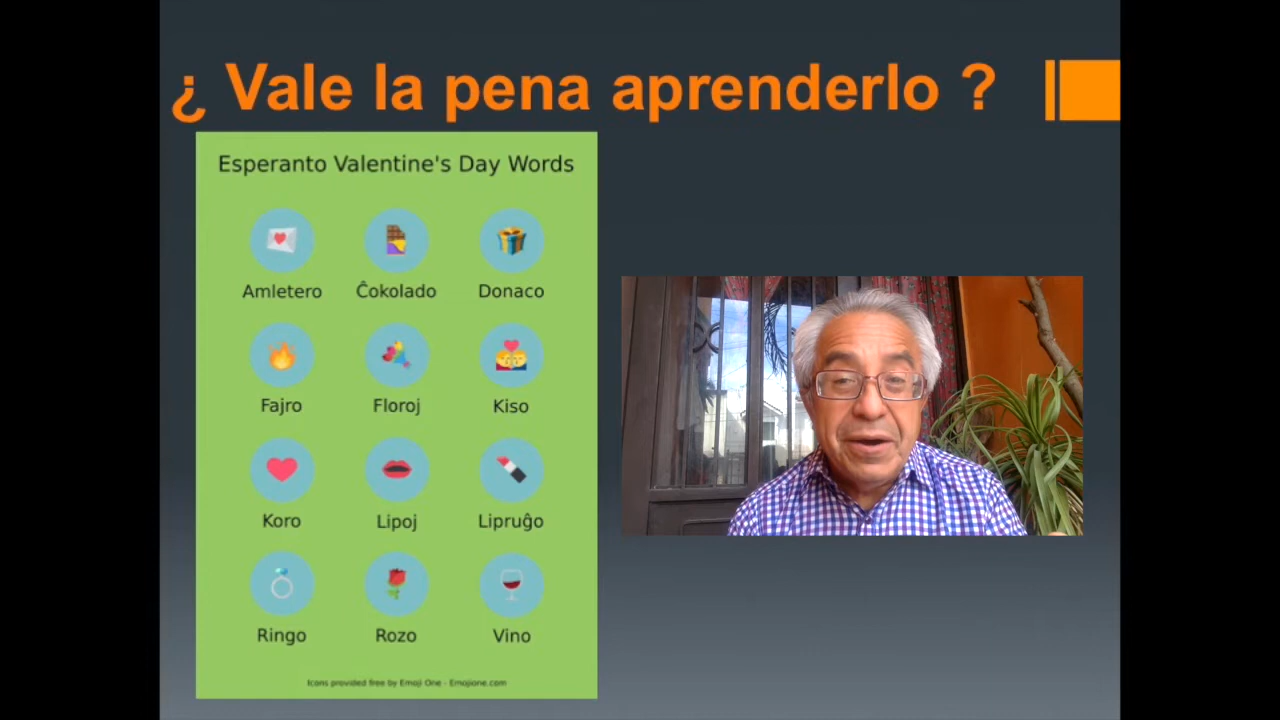 ¿ Vale la pena aprenderlo ?
Esperanto Valentine's Day Words
Amletero Ĉokolado Donaco
Fajro Floroj Kiso
Koro Lipoj Lipruĝo
Ringo Rozo Vino
Icons provided free by Emoji One - Emojione.com